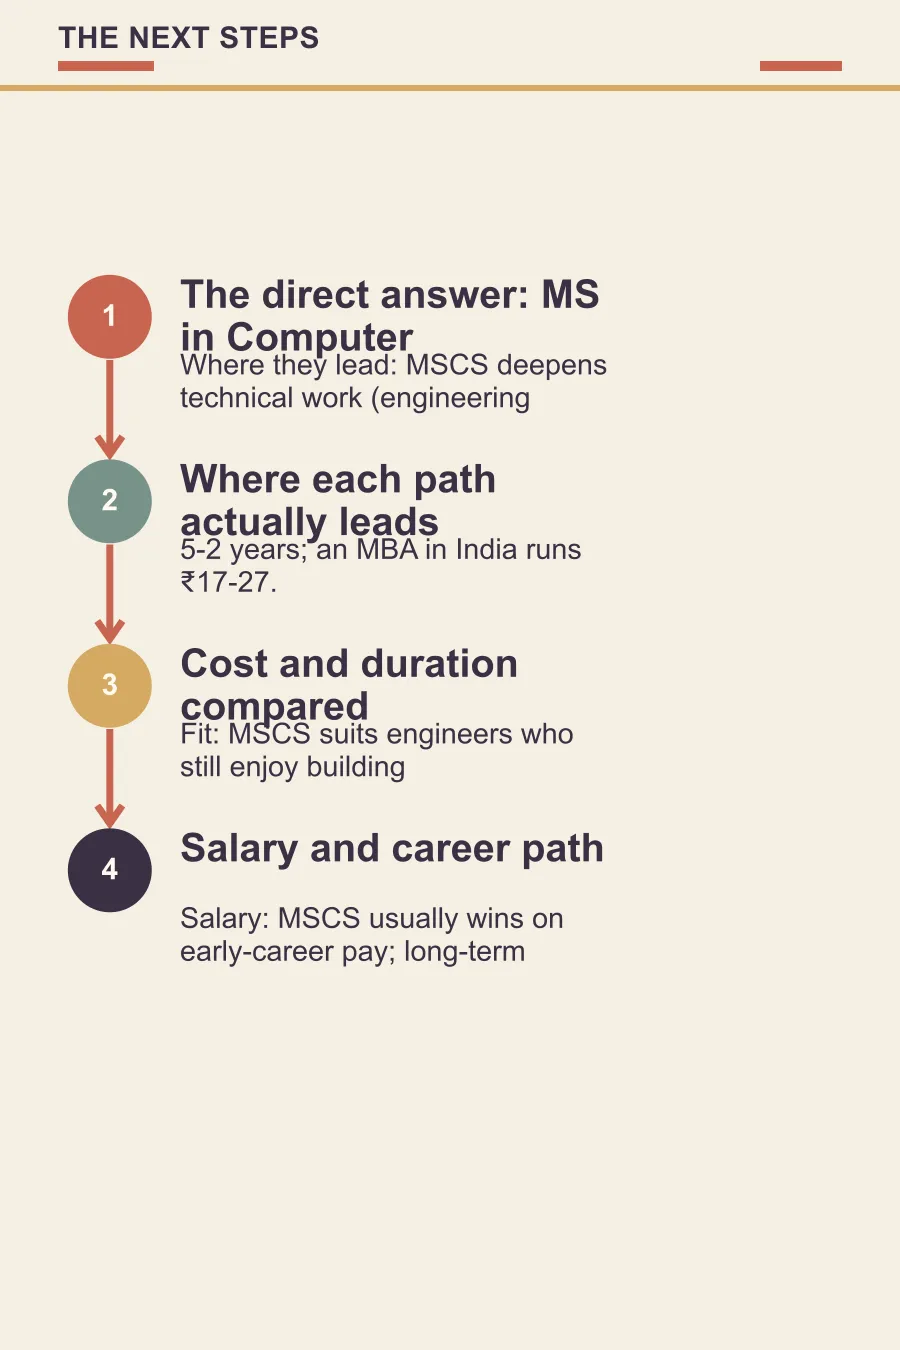 THE NEXT STEPS
1
The direct answer: MS
in Computer
Where they lead: MSCS deepens
technical work (engineering
2
Where each path
actually leads
5-2 years; an MBA in India runs
₹17-27.
3
Cost and duration
compared
Fit: MSCS suits engineers who
still enjoy building
4
Salary and career path
Salary: MSCS usually wins on
early-career pay; long-term